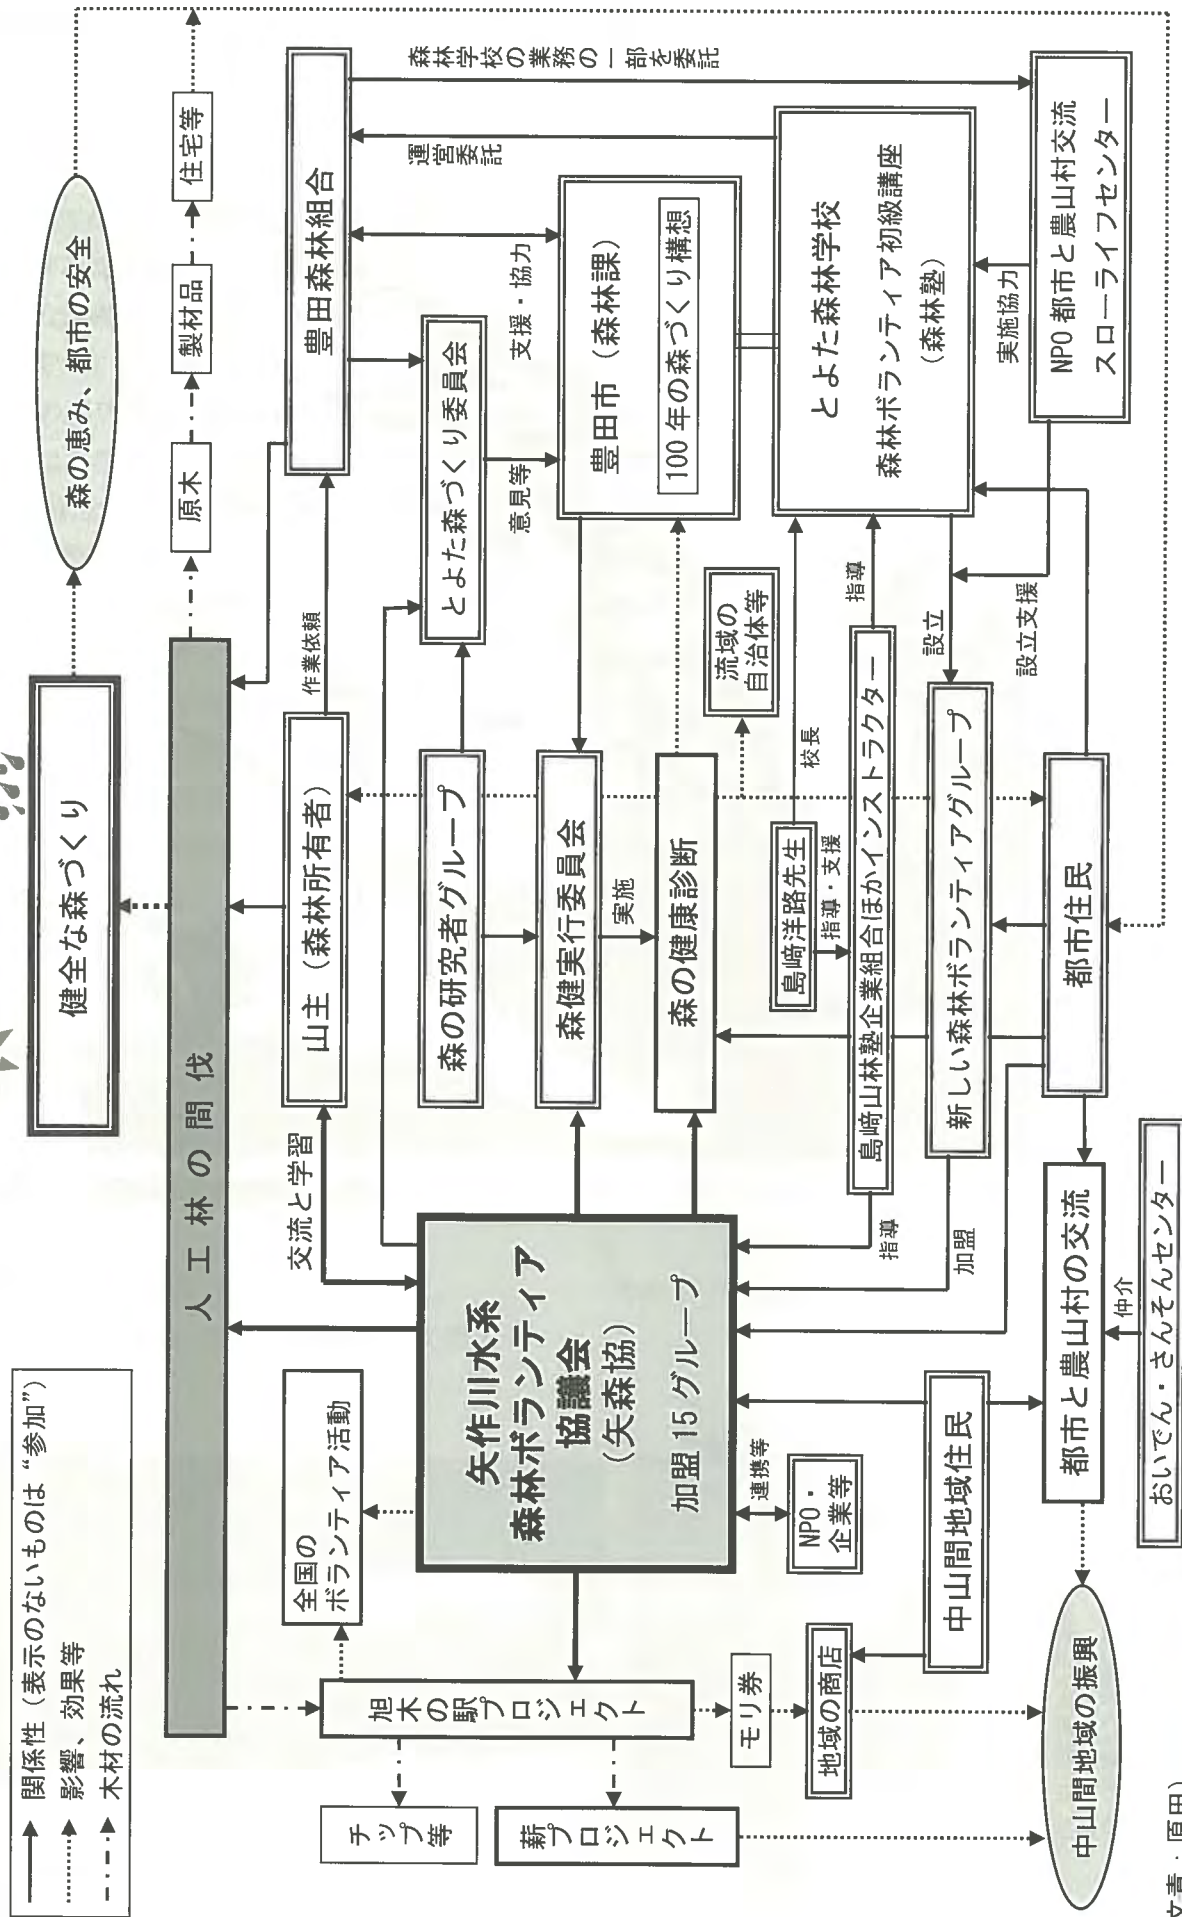 関係性（表示のないものは“参加”）
影響、効果等
木材の流れ
健全な森づくり
森の恵み、都市の安全
人工林の間伐
原木
製材品
住宅等
交流と学習
山主（森林所有者）
作業依頼
豊田森林組合
森林学校の業務の一部を委託
全国の
ボランティア活動
森の研究者グループ
とよた森づくり委員会
運営委託
支援・協力
意見等
矢作川水系
森林ボランティア
協議会
（矢森協）
加盟15グループ
森健実行委員会
実施
森の健康診断
豊田市（森林課）
100年の森づくり構想
流域の
自治体等
旭木の駅プロジェクト
チップ等
薪プロジェクト
モリ券
地域の商店
連携等
NPO・
企業等
島﨑洋路先生
校長
指導・支援
島﨑山林塾企業組合ほかインストラクター
指導
指導
とよた森林学校
森林ボランティア初級講座
（森林塾）
実施協力
NPO都市と農山村交流
スローライフセンター
設立
設立支援
新しい森林ボランティアグループ
加盟
中山間地域住民
都市住民
都市と農山村の交流
仲介
おいでん・さんそんセンター
中山間地域の振興
文責：原田）